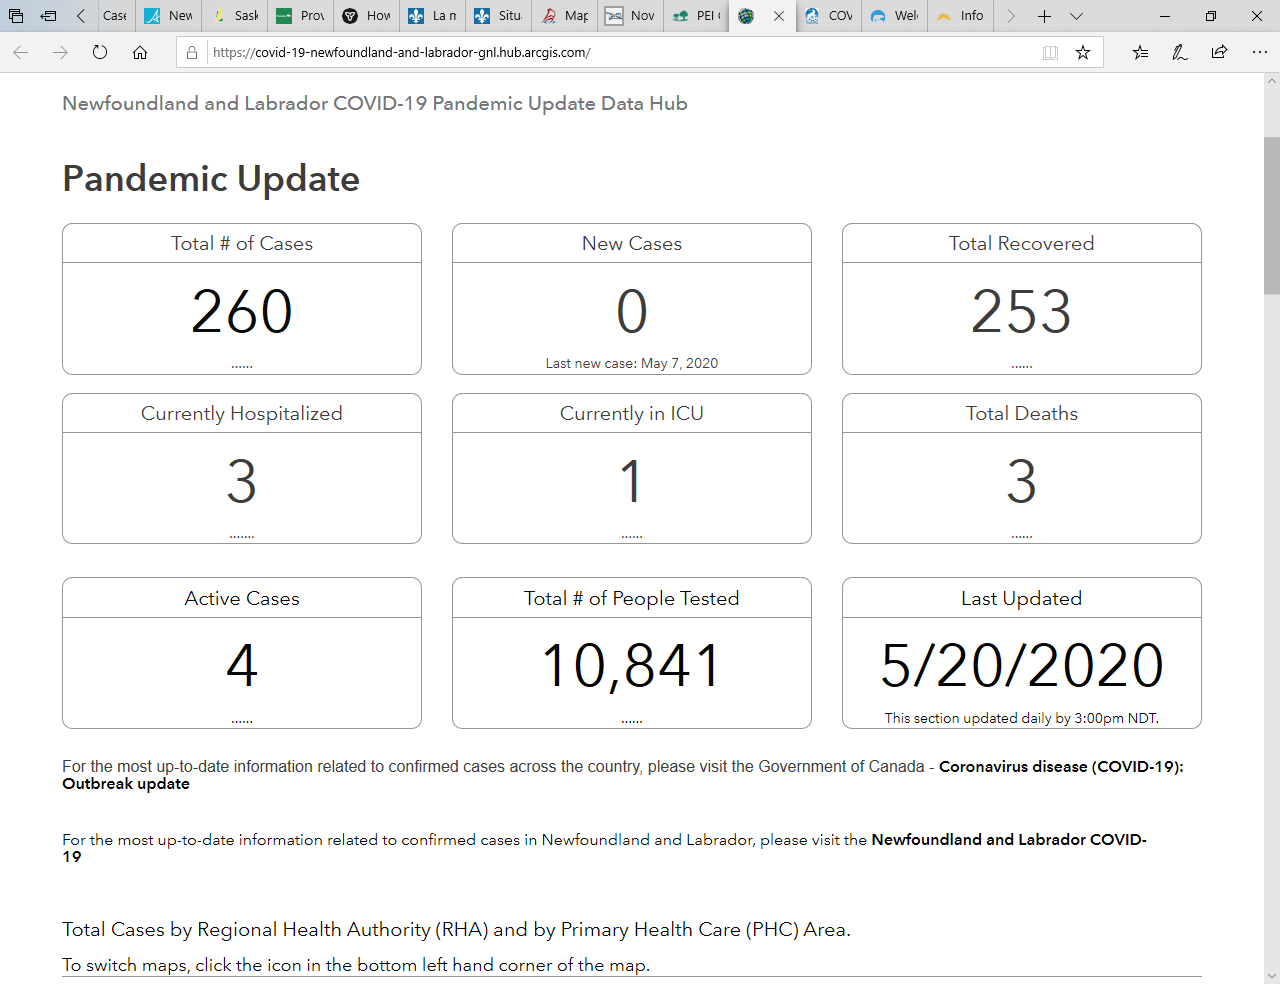 Case
New
Sask
Prov
How
La m
Situ
Map
Nov
PEI
COV
Wel
Info
https://covid-19-newfoundland-and-labrador-gnl.hub.arcgis.com/
Newfoundland and Labrador COVID-19 Pandemic Update Data Hub
Pandemic Update
Total # of Cases
260
......
New Cases
0
Last new case: May 7, 2020
Total Recovered
253
......
Currently Hospitalized
3
.......
Currently in ICU
1
......
Total Deaths
3
......
Active Cases
4
......
Total # of People Tested
10,841
......
Last Updated
5/20/2020
This section updated daily by 3:00pm NDT.
For the most up-to-date information related to confirmed cases across the country, please visit the Government of Canada - Coronavirus disease (COVID-19):
Outbreak update
For the most up-to-date information related to confirmed cases in Newfoundland and Labrador, please visit the Newfoundland and Labrador COVID-
19
Total Cases by Regional Health Authority (RHA) and by Primary Health Care (PHC) Area.
To switch maps, click the icon in the bottom left hand corner of the map.